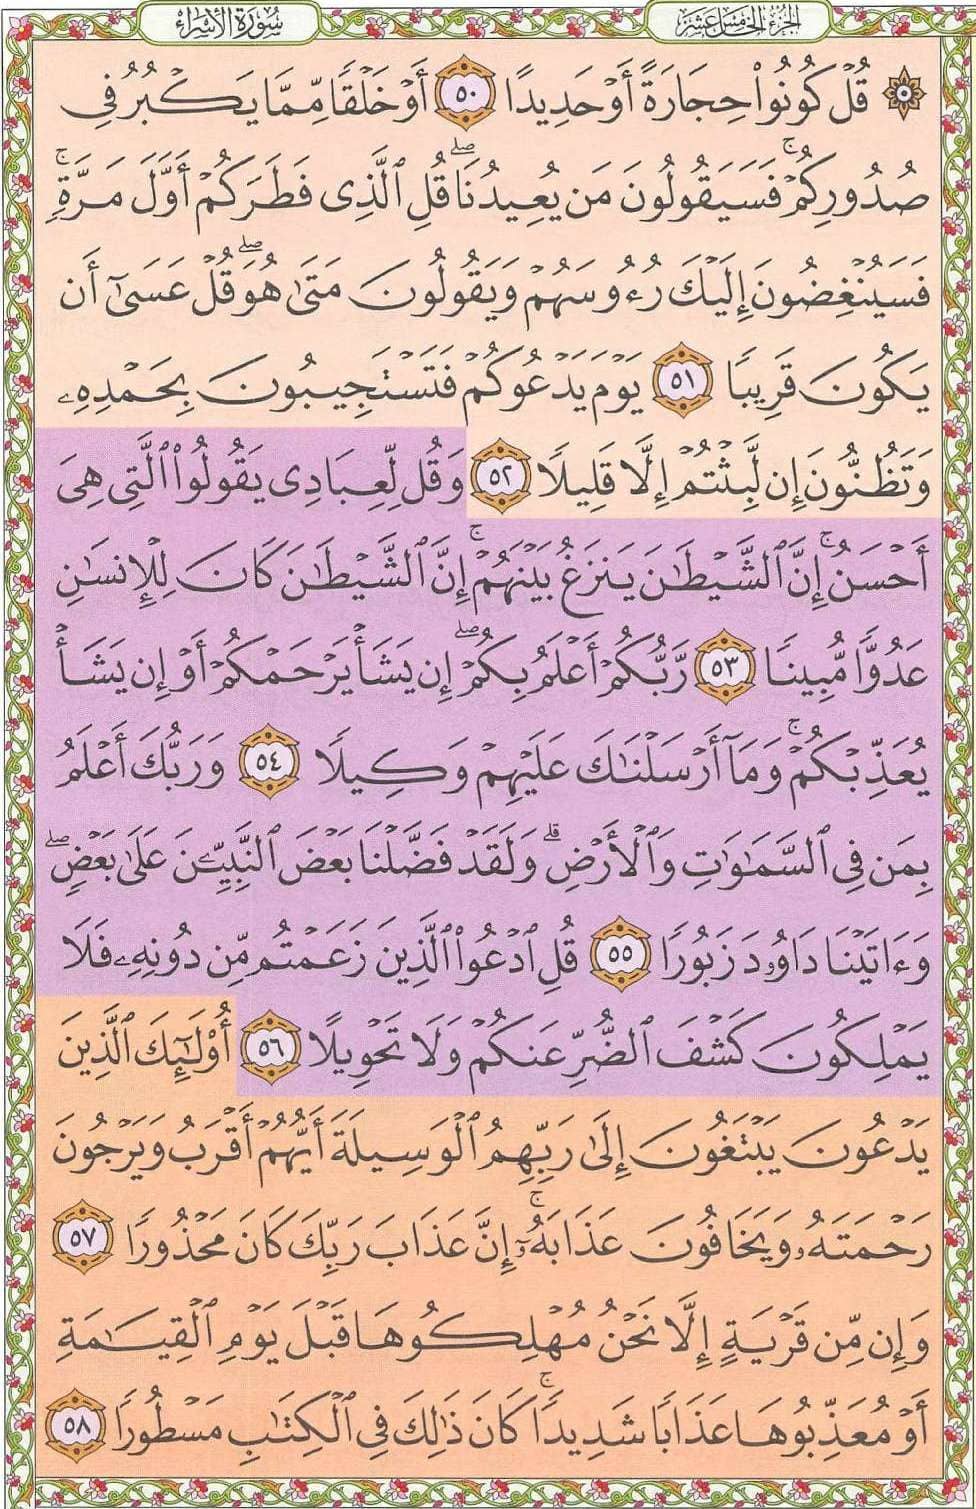 الجزء الخامس عشر
سورة الإسراء
۞ قُلْ كُونُوا۟ حِجَارَةً أَوْ حَدِيدًا ٥٠ أَوْ خَلْقًا مِّمَّا يَكْبُرُ فِى
صُدُورِكُمْ ۚ فَسَيَقُولُونَ مَن يُعِيدُنَا ۖ قُلِ ٱلَّذِى فَطَرَكُمْ أَوَّلَ مَرَّةٍ ۚ
فَسَيُنْغِضُونَ إِلَيْكَ رُءُوسَهُمْ وَيَقُولُونَ مَتَىٰ هُوَ ۖ قُلْ عَسَىٰٓ أَن
يَكُونَ قَرِيبًا ٥١ يَوْمَ يَدْعُوكُمْ فَتَسْتَجِيبُونَ بِحَمْدِهِۦ
وَتَظُنُّونَ إِن لَّبِثْتُمْ إِلَّا قَلِيلًا ٥٢ وَقُل لِّعِبَادِى يَقُولُوا۟ ٱلَّتِى هِىَ
أَحْسَنُ ۚ إِنَّ ٱلشَّيْطَٰنَ يَنزَغُ بَيْنَهُمْ ۚ إِنَّ ٱلشَّيْطَٰنَ كَانَ لِلْإِنسَٰنِ
عَدُوًّا مُّبِينًا ٥٣ رَّبُّكُمْ أَعْلَمُ بِكُمْ ۖ إِن يَشَأْ يَرْحَمْكُمْ أَوْ إِن يَشَأْ
يُعَذِّبْكُمْ ۚ وَمَآ أَرْسَلْنَٰكَ عَلَيْهِمْ وَكِيلًا ٥٤ وَرَبُّكَ أَعْلَمُ
بِمَن فِى ٱلسَّمَٰوَٰتِ وَٱلْأَرْضِ ۗ وَلَقَدْ فَضَّلْنَا بَعْضَ ٱلنَّبِيِّۦنَ عَلَىٰ بَعْضٍ ۖ
وَءَاتَيْنَا دَاوُۥدَ زَبُورًا ٥٥ قُلِ ٱدْعُوا۟ ٱلَّذِينَ زَعَمْتُم مِّن دُونِهِۦ فَلَا
يَمْلِكُونَ كَشْفَ ٱلضُّرِّ عَنكُمْ وَلَا تَحْوِيلًا ٥٦ أُو۟لَٰٓئِكَ ٱلَّذِينَ
يَدْعُونَ يَبْتَغُونَ إِلَىٰ رَبِّهِمُ ٱلْوَسِيلَةَ أَيُّهُمْ أَقْرَبُ وَيَرْجُونَ
رَحْمَتَهُۥ وَيَخَافُونَ عَذَابَهُۥٓ ۚ إِنَّ عَذَابَ رَبِّكَ كَانَ مَحْذُورًا ٥٧
وَإِن مِّن قَرْيَةٍ إِلَّا نَحْنُ مُهْلِكُوهَا قَبْلَ يَوْمِ ٱلْقِيَٰمَةِ
أَوْ مُعَذِّبُوهَا عَذَابًا شَدِيدًا ۚ كَانَ ذَٰلِكَ فِى ٱلْكِتَٰبِ مَسْطُورًا ٥٨